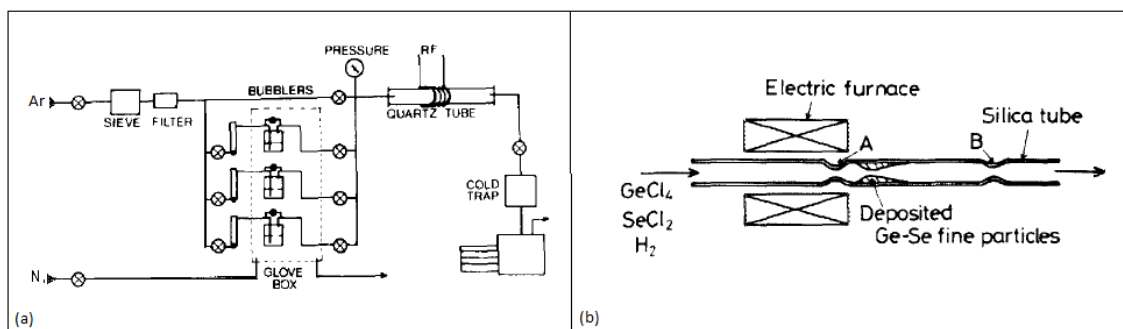 PRESSURE
RF
Ar
BUBBLERS
SIEVE
FILTER
QUARTZ TUBE
COLD
TRAP
GLOVE
BOX
N
(a)
Electric furnace
A
B
Silica tube
GeCl4
SeCl2
H2
Deposited
Ge-Se fine particles
(b)